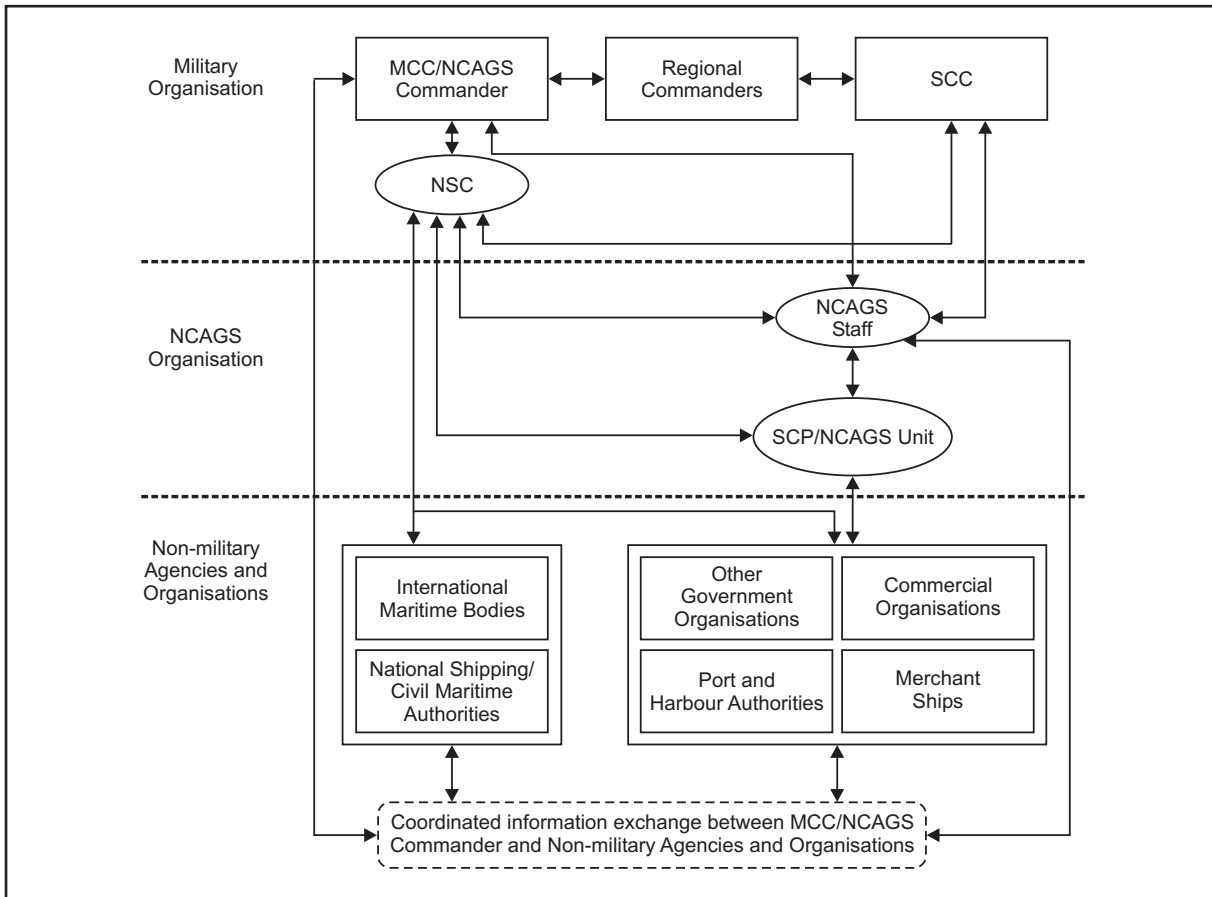 Military
Organisation
MCC/NCAGS
Commander
Regional
Commanders
SCC
NSC
NCAGS
Organisation
NCAGS
Staff
SCP/NCAGS Unit
Non-military
Agencies and
Organisations
International
Maritime Bodies
National Shipping/
Civil Maritime
Authorities
Other
Government
Organisations
Commercial
Organisations
Port and
Harbour Authorities
Merchant
Ships
Coordinated information exchange between MCC/NCAGS
Commander and Non-military Agencies and Organisations